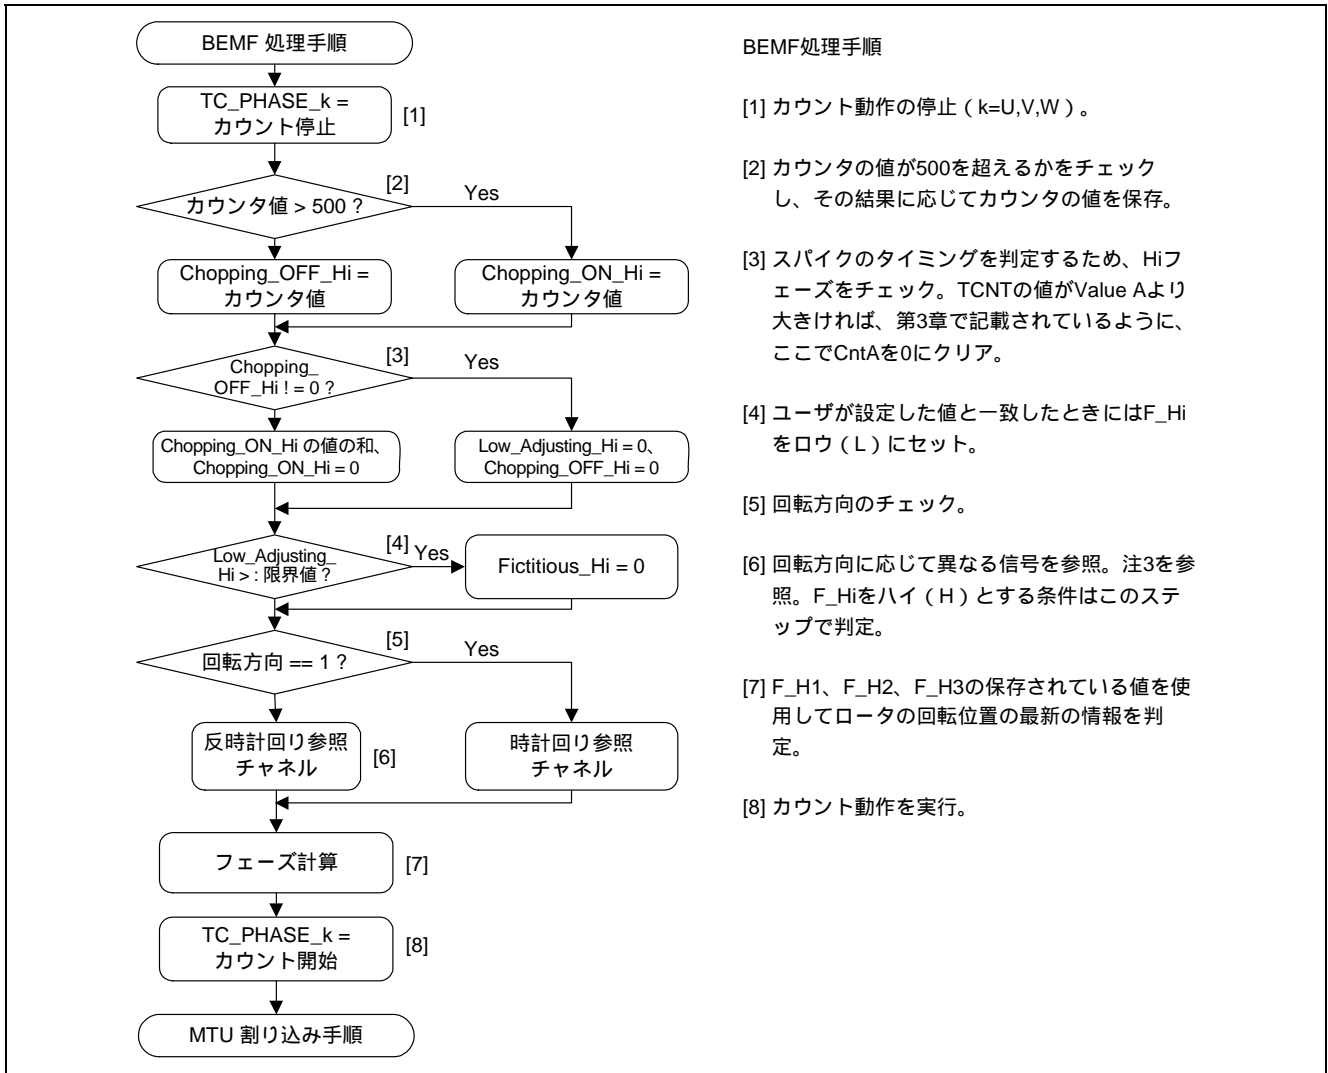 BEMF 処理手順
TC_PHASE_k =
カウント停止
[1]
カウンタ値 > 500 ?
[2]
Yes
Chopping_OFF_Hi =
カウンタ値
Chopping_ON_Hi =
カウンタ値
Chopping_
OFF_Hi ! = 0 ?
[3]
Yes
Chopping_ON_Hi の値の和、
Chopping_ON_Hi = 0
Low_Adjusting_Hi = 0、
Chopping_OFF_Hi = 0
Low_Adjusting_
Hi > : 限界値 ?
[4]
Yes
Fictitious_Hi = 0
回転方向 == 1 ?
[5]
Yes
反時計回り参照
チャネル
[6]
時計回り参照
チャネル
フェーズ計算
[7]
TC_PHASE_k =
カウント開始
[8]
MTU 割り込み手順
BEMF処理手順
[1] カウント動作の停止（k=U,V,W）。
[2] カウンタの値が500を超えるかをチェック
し、その結果に応じてカウンタの値を保存。
[3] スパイクのタイミングを判定するため、Hiフ
ェーズをチェック。TCNTの値がValue Aより
大きければ、第3章で記載されているように、
ここでCntAを0にクリア。
[4] ユーザが設定した値と一致したときにはF_Hi
をロウ（L）にセット。
[5] 回転方向のチェック。
[6] 回転方向に応じて異なる信号を参照。注3を参
照。F_Hiをハイ（H）とする条件はこのステ
ップで判定。
[7] F_H1、F_H2、F_H3の保存されている値を使
用してロータの回転位置の最新の情報を判
定。
[8] カウント動作を実行。